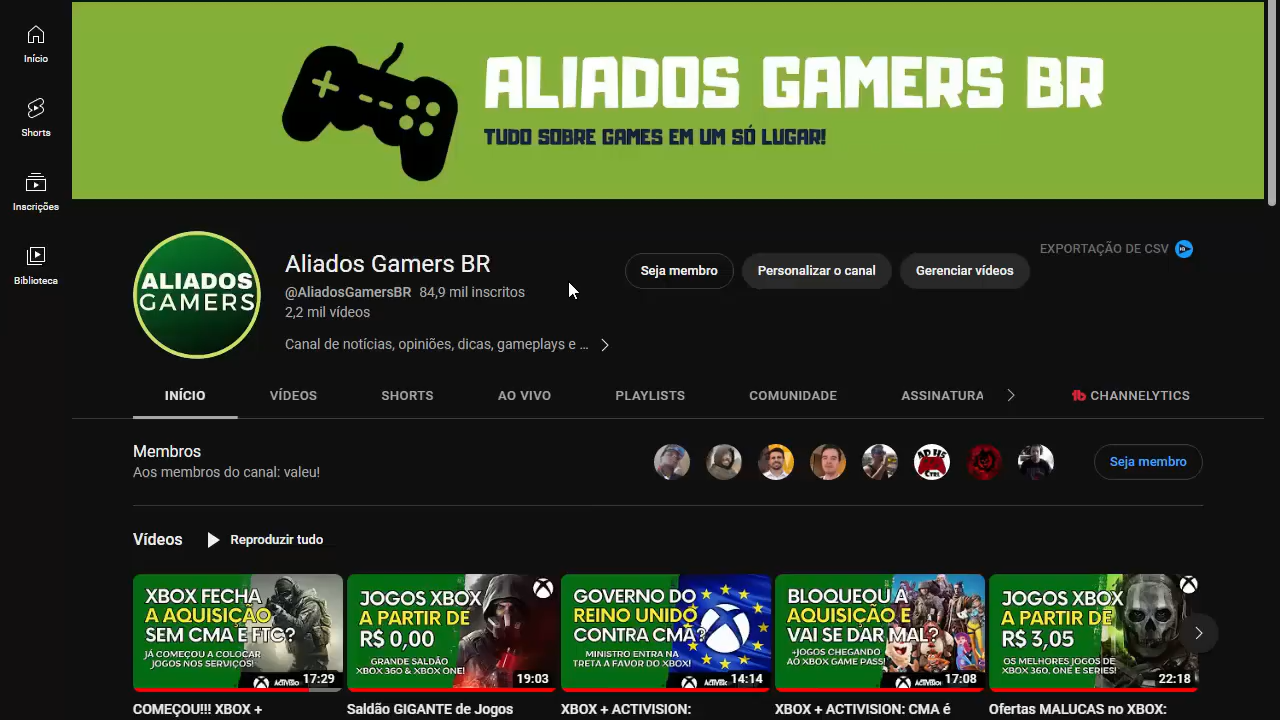 ALIADOS GAMERS BR
TUDO SOBRE GAMES EM UM SÓ LUGAR!
Início
Shorts
Inscrições
Biblioteca
ALIADOS
GAMERS
Aliados Gamers BR
@AliadosGamersBR 84,9 mil inscritos
2,2 mil vídeos
Canal de notícias, opiniões, dicas, gameplays e ...
Seja membro
Personalizar o canal
Gerenciar vídeos
EXPORTAÇÃO DE CSV
INÍCIO VÍDEOS SHORTS AO VIVO PLAYLISTS COMUNIDADE ASSINATURA CHANNELYTICS
Membros
Aos membros do canal: valeu!
Seja membro
Vídeos
Reproduzir tudo
XBOX FECHA
A AQUISIÇÃO
SEM CMA E FTC?
JÁ COMEÇOU A COLOCAR
JOGOS NOS SERVIÇOS!
17:29
COMEÇOU!!! XBOX +
JOGOS XBOX
A PARTIR DE
R$ 0,00
GRANDE SALDÃO
XBOX 360 & XBOX ONE!
19:03
Saldão GIGANTE de Jogos
GOVERNO DO
REINO UNIDO
CONTRA CMA?
MINISTRO ENTRA NA
TRETA A FAVOR DO XBOX!
14:14
XBOX + ACTIVISION:
BLOQUEOU A
AQUISIÇÃO E
VAI SE DAR MAL?
+JOGOS CHEGANDO
AO XBOX GAME PASS!
17:08
XBOX + ACTIVISION: CMA é
JOGOS XBOX
A PARTIR DE
R$ 3,05
OS MELHORES JOGOS DE
XBOX 360, ONE E SERIES!
22:18
Ofertas MALUCAS no XBOX: